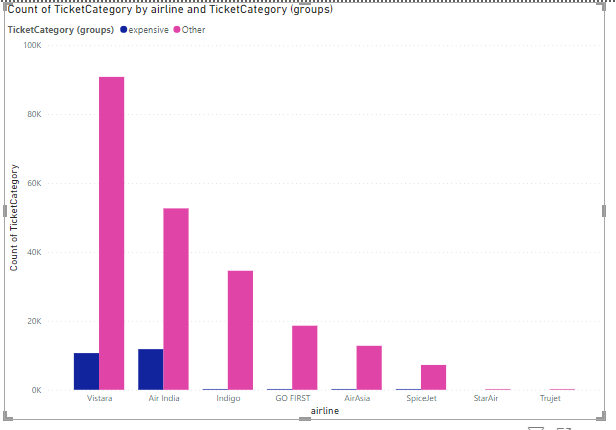 Count of TicketCategory by airline and TicketCategory (groups)
TicketCategory (groups) expensive Other
100K
80K
60K
40K
20K
0K
Count of TicketCategory
Vistara Air India Indigo GO FIRST AirAsia SpiceJet StarAir Trujet
airline